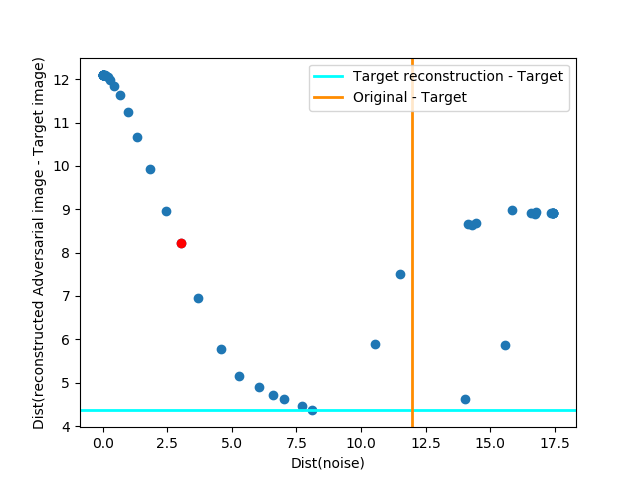 Target reconstruction - Target
Original - Target
Dist(reconstructed Adversarial image - Target image)
12
11
10
9
8
7
6
5
4
0.0 2.5 5.0 7.5 10.0 12.5 15.0 17.5
Dist(noise)